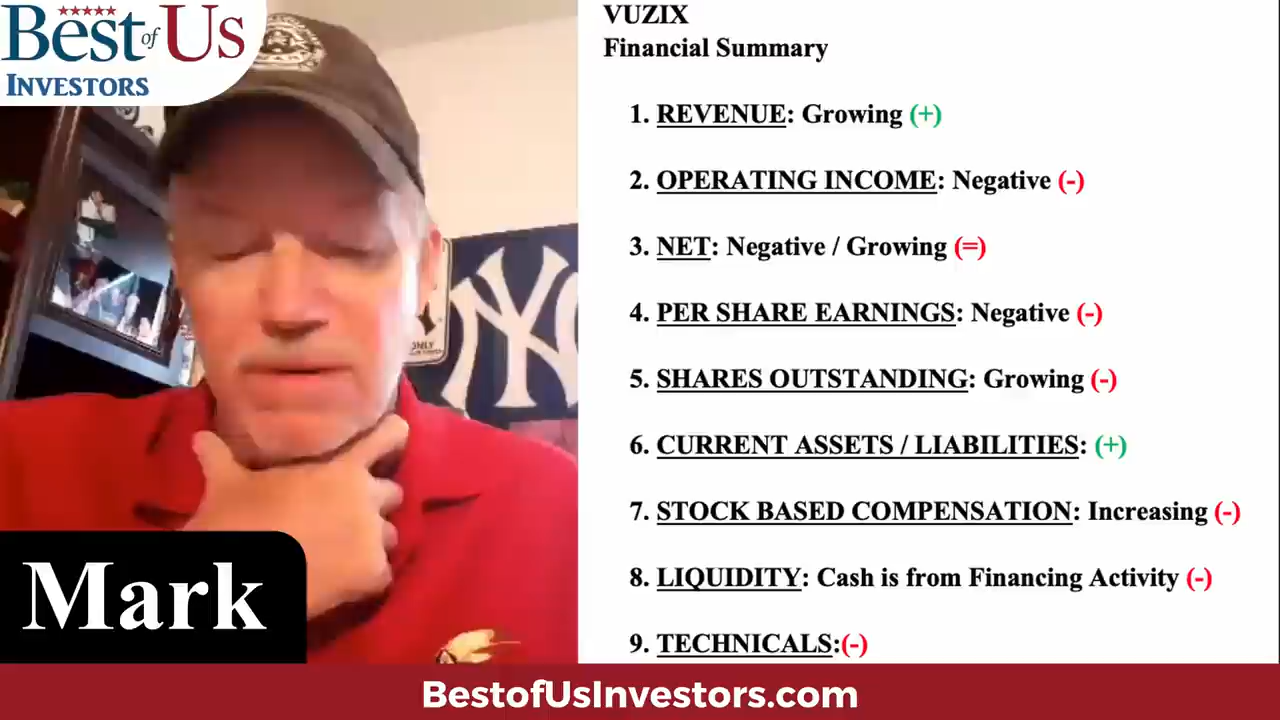 ★★★★★
Best of Us
INVESTORS
VUZIX
Financial Summary
1. REVENUE: Growing (+)
2. OPERATING INCOME: Negative (-)
3. NET: Negative / Growing (=)
4. PER SHARE EARNINGS: Negative (-)
5. SHARES OUTSTANDING: Growing (-)
6. CURRENT ASSETS / LIABILITIES: (+)
7. STOCK BASED COMPENSATION: Increasing (-)
8. LIQUIDITY: Cash is from Financing Activity (-)
9. TECHNICALS:(-)
NY
ONLY
Mark
BestofUsInvestors.com